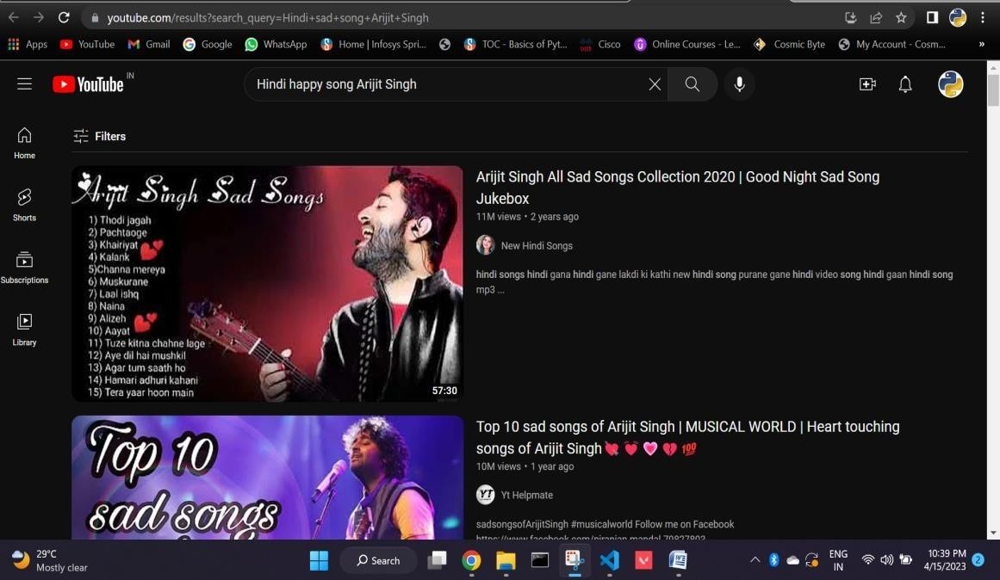 youtube.com/results?search_query=Hindi+sad+song+Arijit+Singh
Apps YouTube Gmail Google WhatsApp Home | Infosys Spri... TOC - Basics of Pyt... Cisco Online Courses - Le... Cosmic Byte My Account - Cosm... »
YouTube IN
Hindi happy song Arijit Singh
Filters
Home
Shorts
Subscriptions
Library
Arijit Singh Sad Songs
1) Thodi jagah
2) Pachtaoge
3) Khairiyat
4) Kalank
5)Channa mereya
6) Muskurane
7) Laal ishq
8) Naina
9) Alizeh
10) Aayat
11) Tuze kitna chahne lage
12) Aye dil hai mushkil
13) Agar tum saath ho
14) Hamari adhuri kahani
15) Tera yaar hoon main
57:30
Arijit Singh All Sad Songs Collection 2020 | Good Night Sad Song
Jukebox
11M views • 2 years ago
New Hindi Songs
hindi songs hindi gana hindi gane lakdi ki kathi new hindi song purane gane hindi video song hindi gaan hindi song
mp3 ...
Top 10
sad songs
Top 10 sad songs of Arijit Singh | MUSICAL WORLD | Heart touching
songs of Arijit Singh 💘 💓 💗 💔 💯
10M views • 1 year ago
YT Yt Helpmate
sadsongsofArijitSingh #musicalworld Follow me on Facebook
29°C
Mostly clear
Search
ENG
IN
10:39 PM
4/15/2023
2